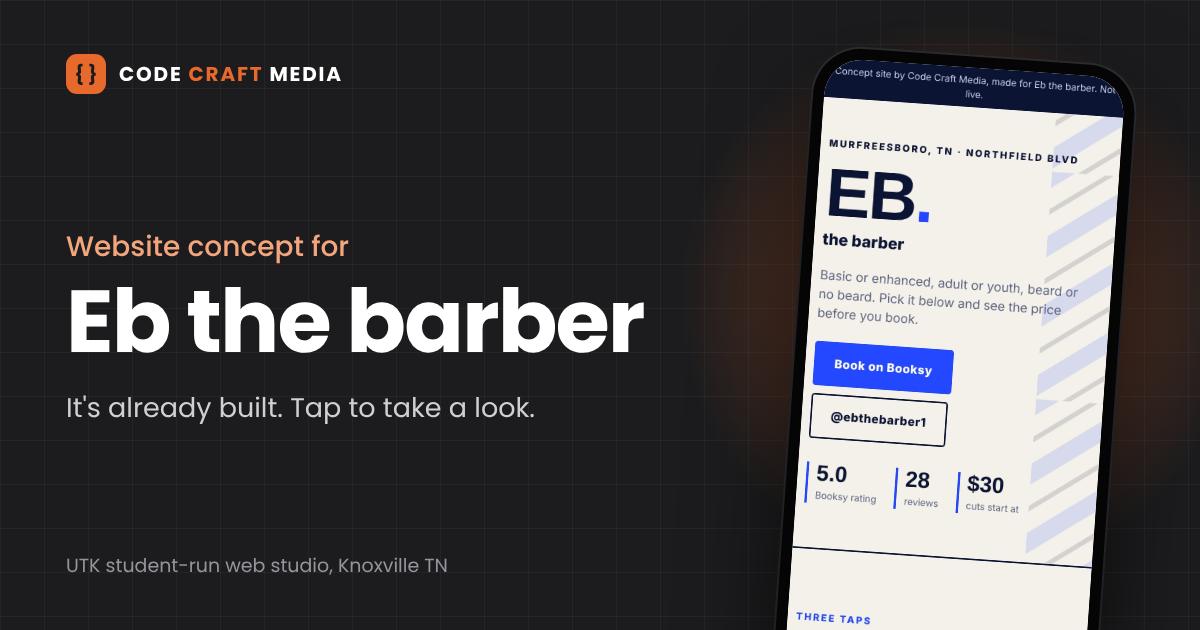 { } CODE CRAFT MEDIA
Website concept for
Eb the barber
It's already built. Tap to take a look.
UTK student-run web studio, Knoxville TN
Concept site by Code Craft Media, made for Eb the barber. Not
live.
MURFREESBORO, TN · NORTHFIELD BLVD
EB.
the barber
Basic or enhanced, adult or youth, beard or
no beard. Pick it below and see the price
before you book.
Book on Booksy
@ebthebarber1
5.0 28 $30
Booksy rating reviews cuts start at
THREE TAPS